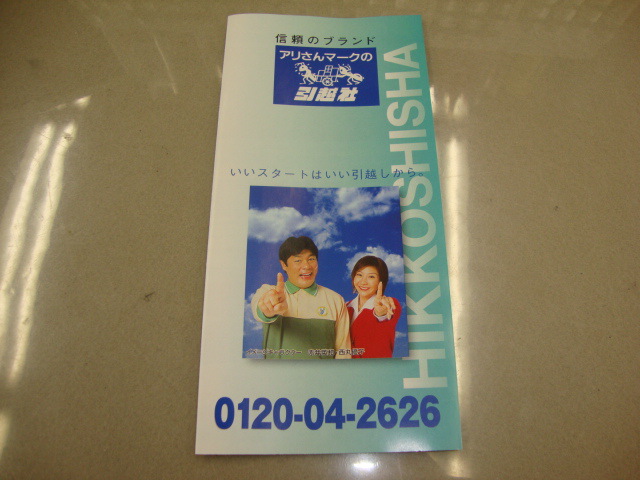 信頼のブランド
アリさんマークの
引越社
HIKKOSHISHA
いいスタートはいい引越しから。
0120-04-2626